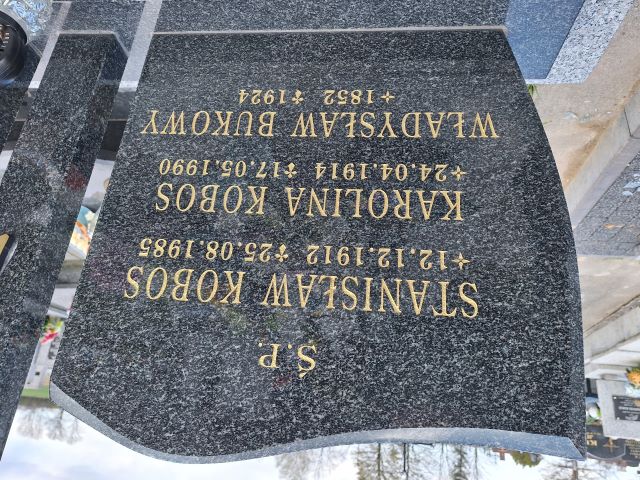 Ś.P.
STANISŁAW KOBOS
✧12.12.1912 ✝25.08.1985
KAROLINA KOBOS
✧24.04.1914 ✝17.05.1990
WŁADYSŁAW BUKOWY
✧1852 ✝1924